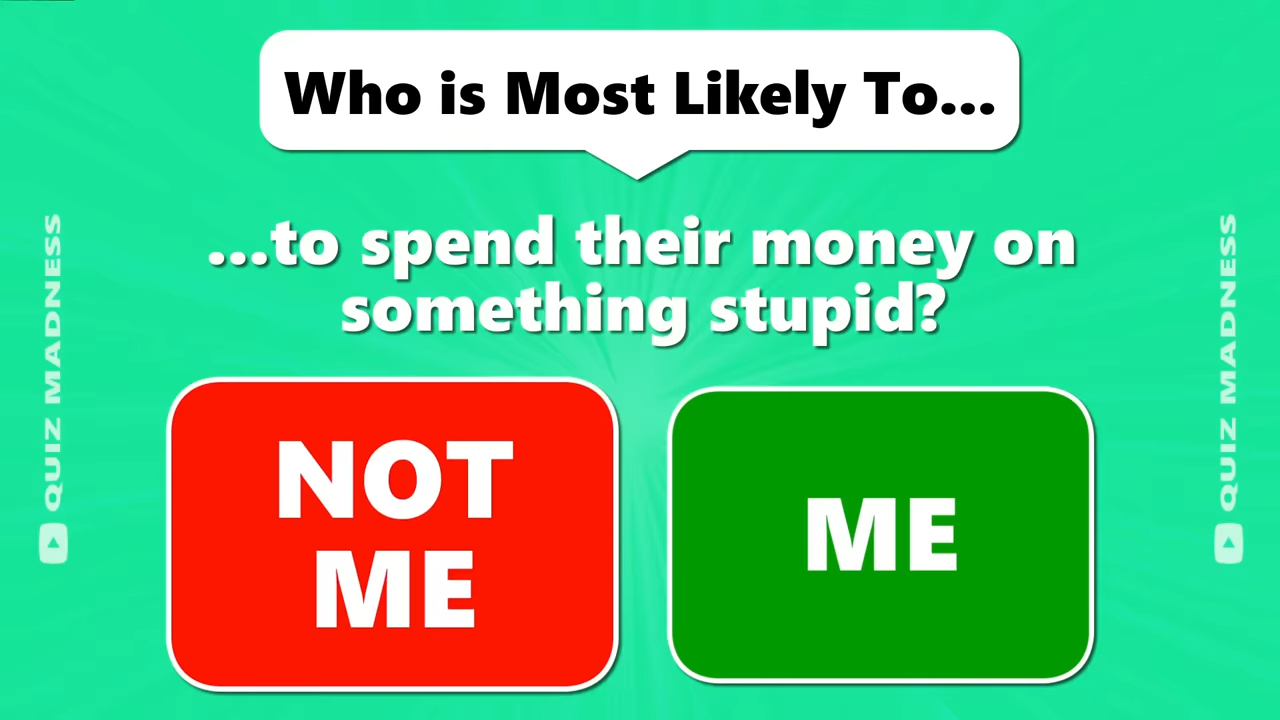 Who is Most Likely To...
...to spend their money on
something stupid?
NOT
ME
ME
QUIZ MADNESS
QUIZ MADNESS